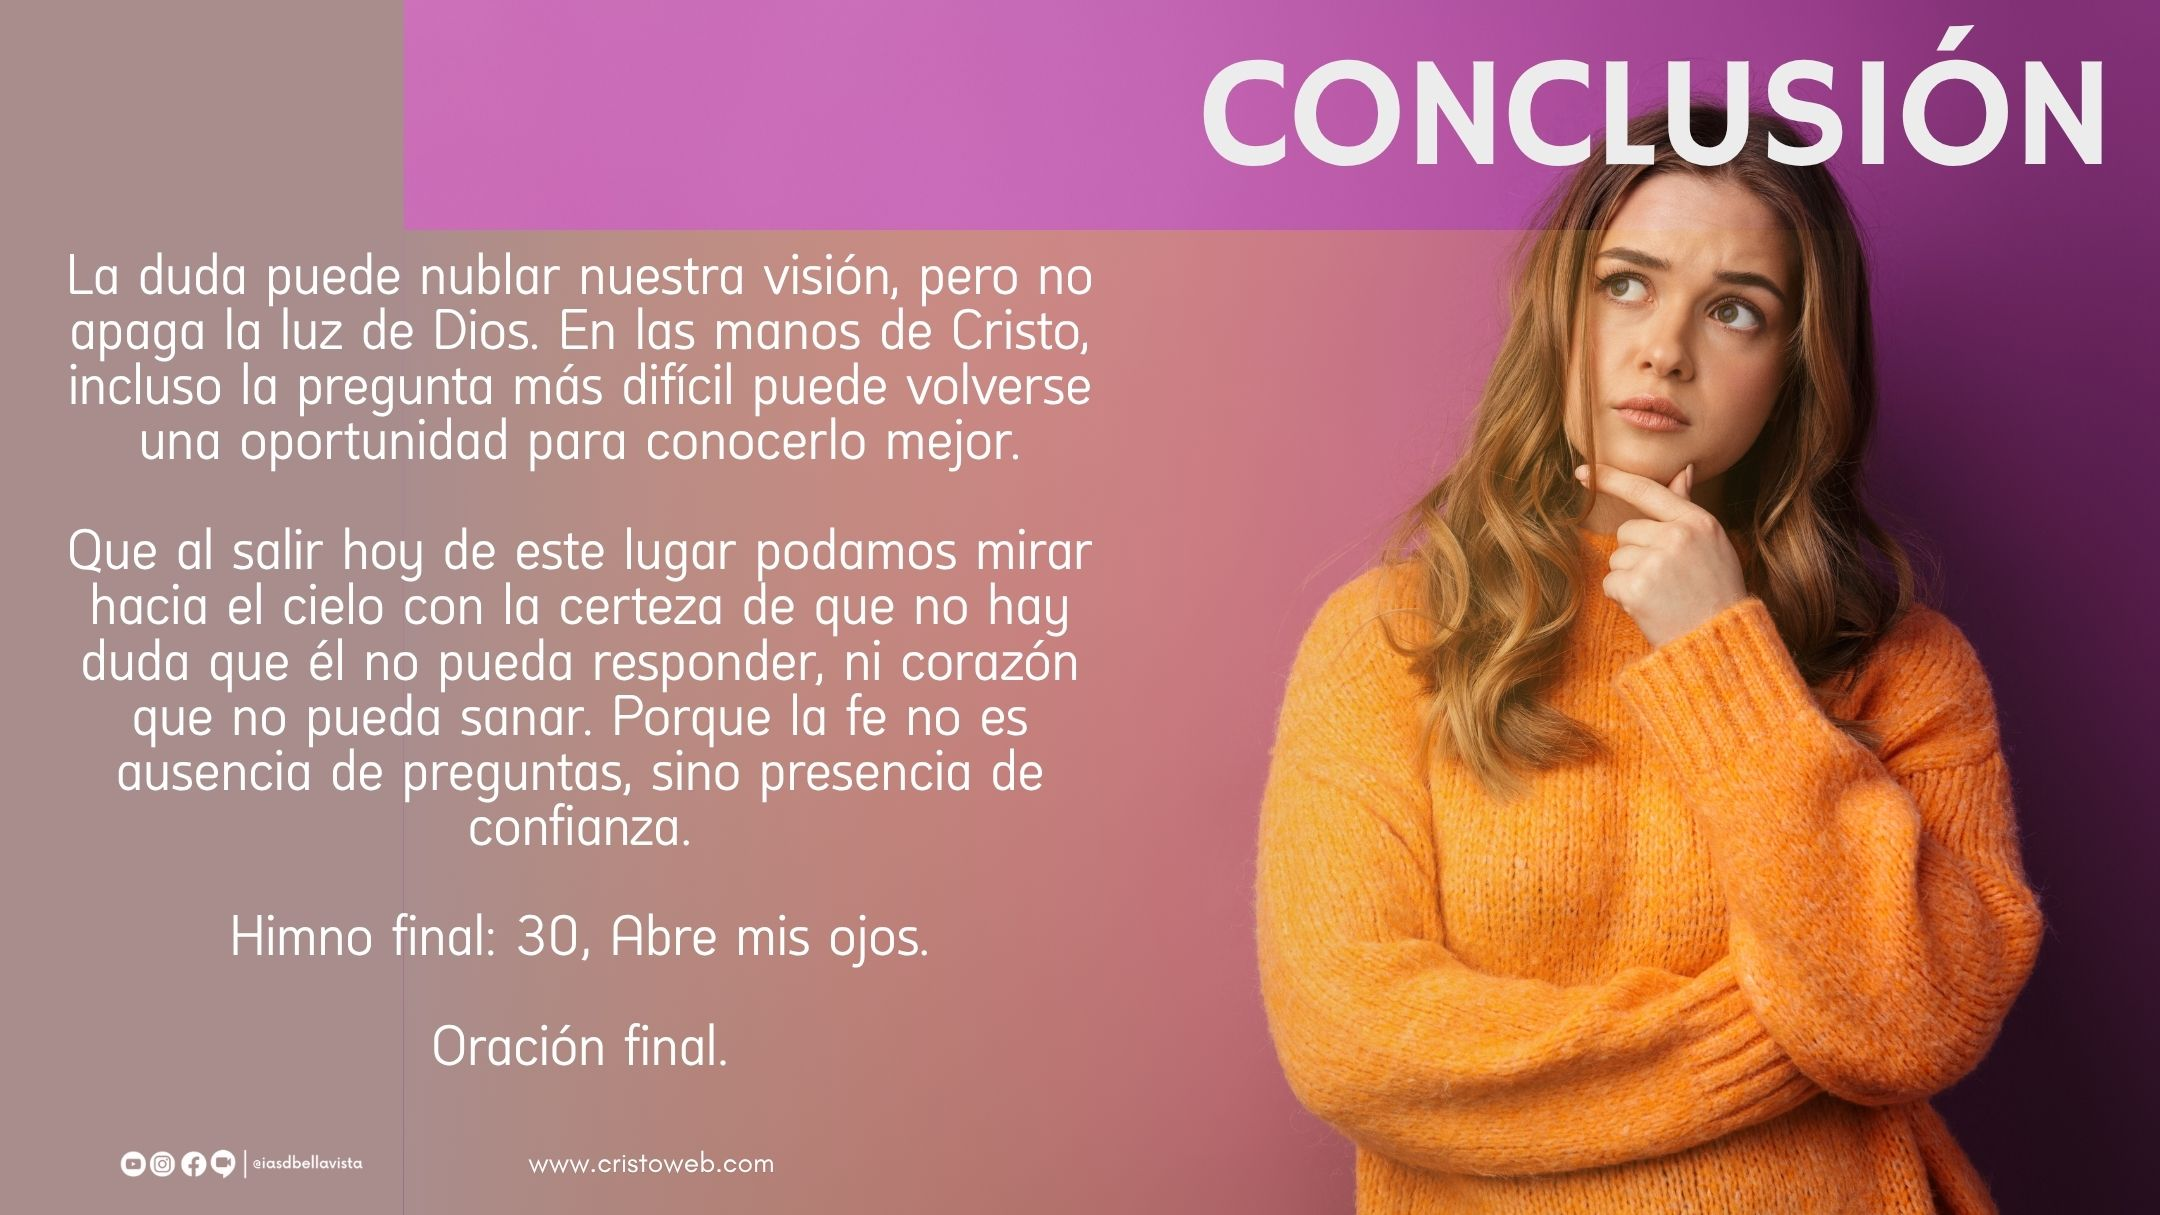 CONCLUSIÓN
La duda puede nublar nuestra visión, pero no
apaga la luz de Dios. En las manos de Cristo,
incluso la pregunta más difícil puede volverse
una oportunidad para conocerlo mejor.
Que al salir hoy de este lugar podamos mirar
hacia el cielo con la certeza de que no hay
duda que él no pueda responder, ni corazón
que no pueda sanar. Porque la fe no es
ausencia de preguntas, sino presencia de
confianza.
Himno final: 30, Abre mis ojos.
Oración final.
@iasdbellavista
www.cristoweb.com